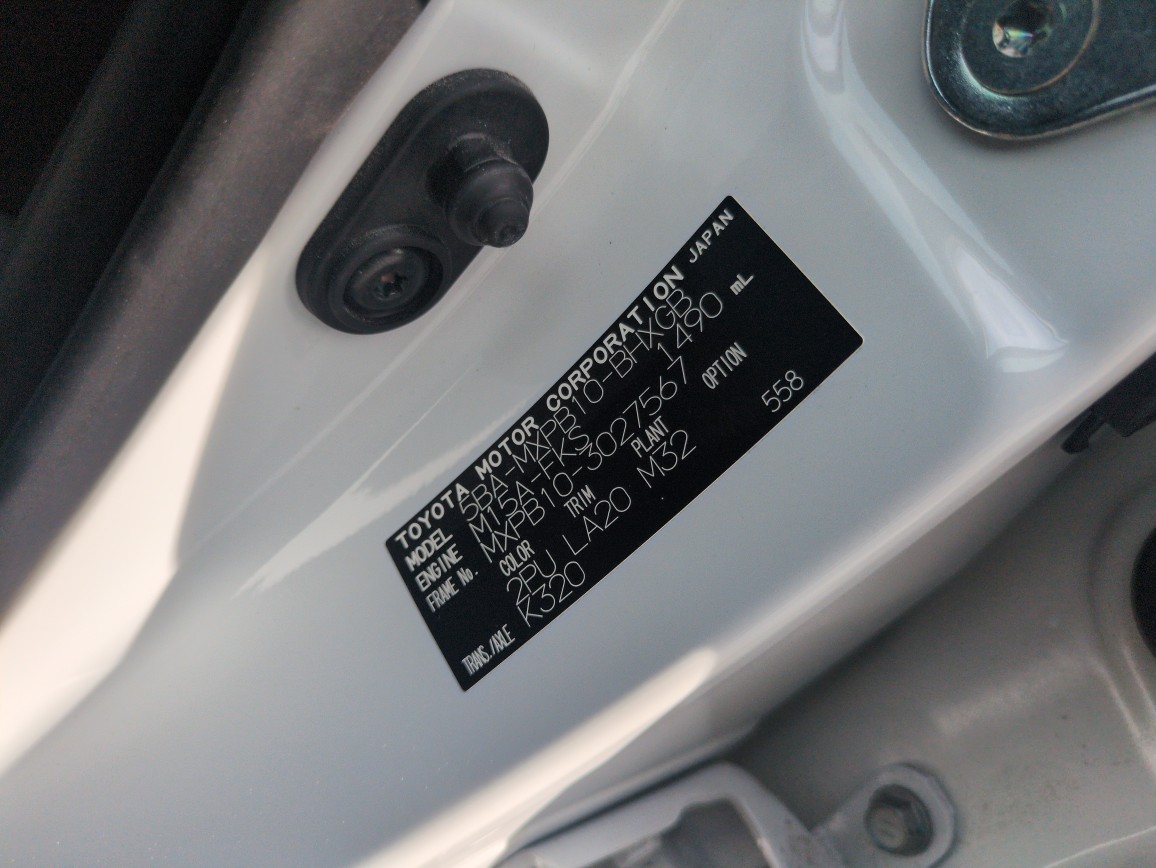 TOYOTA MOTOR CORPORATION JAPAN
MODEL 5BA-MXPB10-BHXGB
ENGINE M15A-FKS 1490 mL
FRAME No. MXPB10-3027567
COLOR TRIM PLANT OPTION
2PU LA20 M32 558
TRANS./AXLE K320